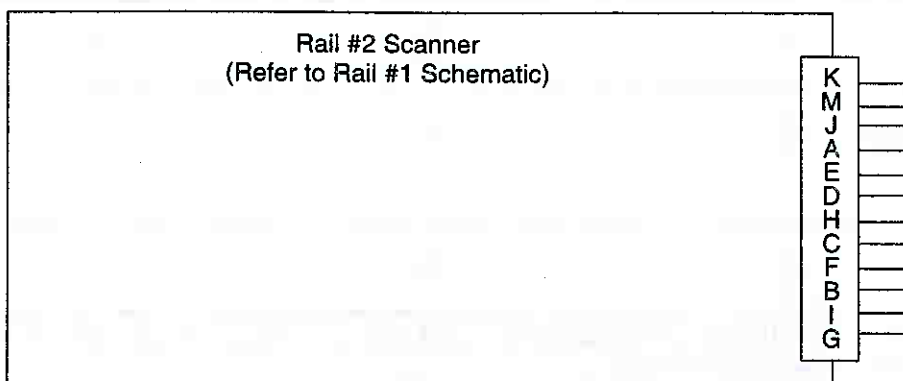 Rail #2 Scanner
(Refer to Rail #1 Schematic)
K
M
J
A
E
D
H
C
F
B
I
G